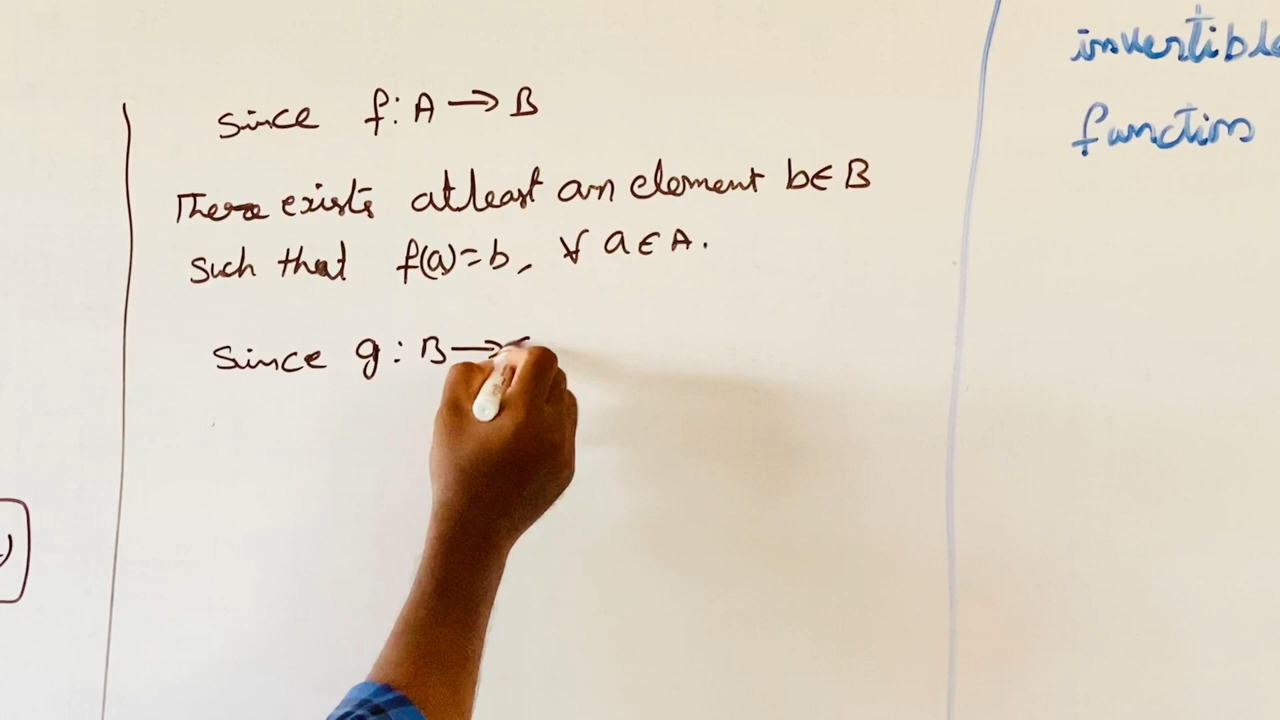 since f: A → B
There exists atleast an element b∈B
such that f(a)=b, ∀ a∈A.
Since g: B →
invertible
function